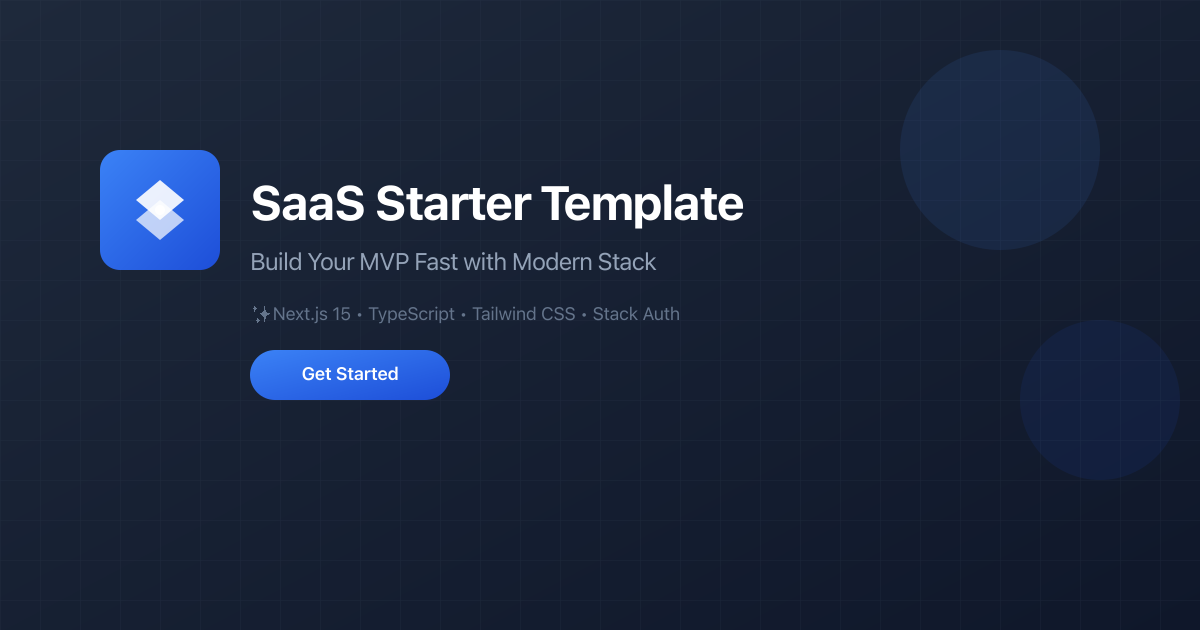 SaaS Starter Template
Build Your MVP Fast with Modern Stack
✨Next.js 15 • TypeScript • Tailwind CSS • Stack Auth
Get Started